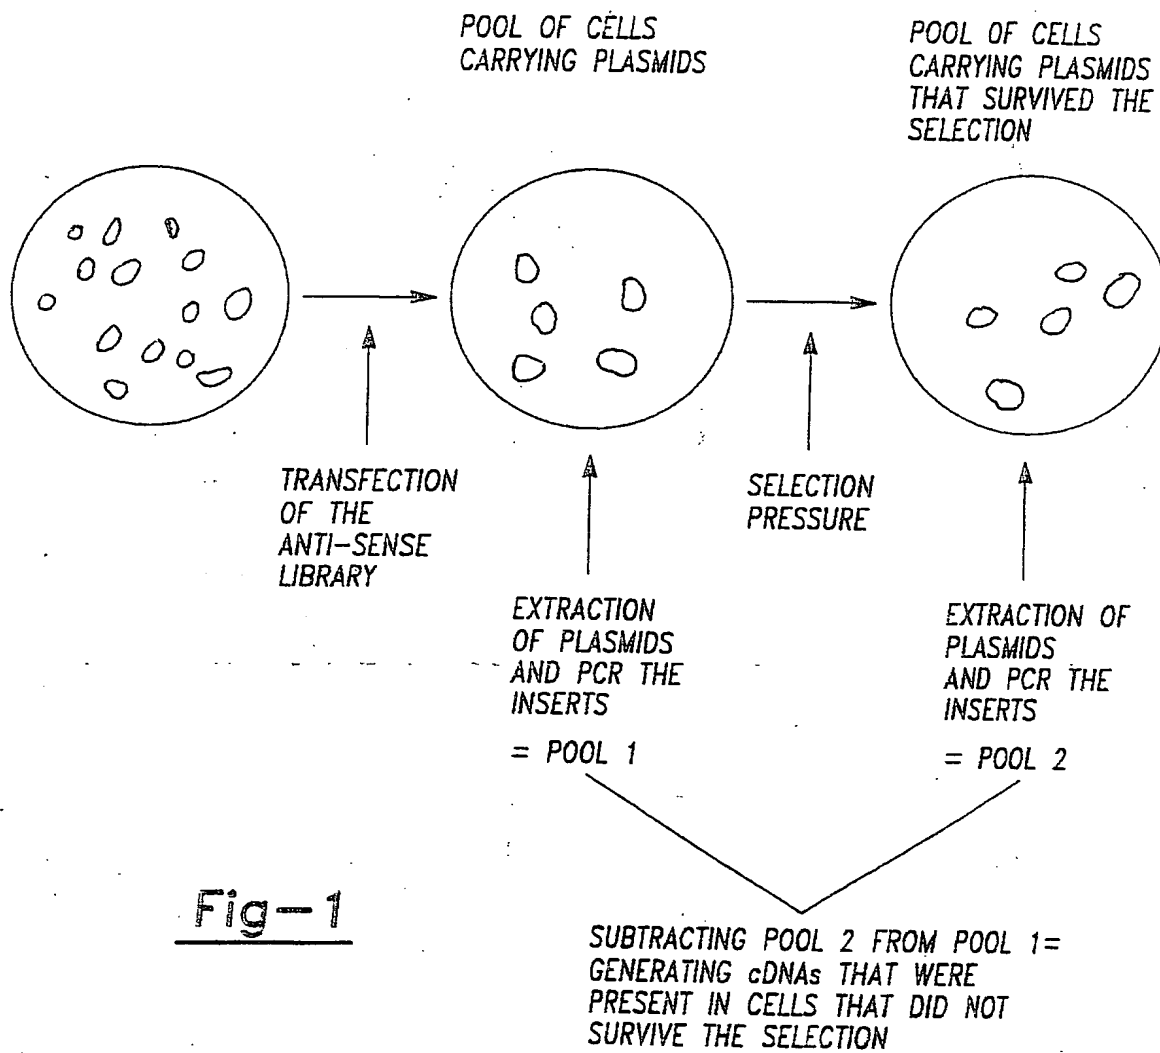 POOL OF CELLS
CARRYING PLASMIDS
POOL OF CELLS
CARRYING PLASMIDS
THAT SURVIVED THE
SELECTION
TRANSFECTION
OF THE
ANTI-SENSE
LIBRARY
SELECTION
PRESSURE
EXTRACTION
OF PLASMIDS
AND PCR THE
INSERTS
= POOL 1
EXTRACTION OF
PLASMIDS
AND PCR THE
INSERTS
= POOL 2
Fig-1
SUBTRACTING POOL 2 FROM POOL 1=
GENERATING cDNAs THAT WERE
PRESENT IN CELLS THAT DID NOT
SURVIVE THE SELECTION